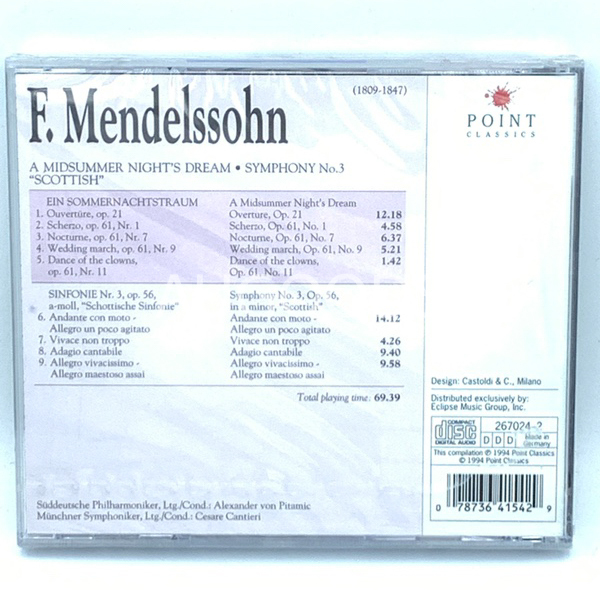 F. Mendelssohn
(1809-1847)
A MIDSUMMER NIGHT'S DREAM • SYMPHONY No.3
"SCOTTISH"
EIN SOMMERNACHTSTRAUM A Midsummer Night's Dream
1. Ouvertüre, op. 21 Overture, Op. 21 12.18
2. Scherzo, op. 61, Nr. 1 Scherzo, Op. 61, No. 1 4.58
3. Nocturne, op. 61, Nr. 7 Nocturne, Op. 61, No. 7 6.37
4. Wedding march, op. 61, Nr. 9 Wedding march, Op. 61, No. 9 5.21
5. Dance of the clowns, Dance of the clowns, 1.42
op. 61, Nr. 11 Op. 61, No. 11
SINFONIE Nr. 3, op. 56, Symphony No. 3, Op. 56,
a-moll, "Schottische Sinfonie" in a minor, "Scottish"
6. Andante con moto - Andante con moto - 14.12
Allegro un poco agitato Allegro un poco agitato
7. Vivace non troppo Vivace non troppo 4.26
8. Adagio cantabile Adagio cantabile 9.40
9. Allegro vivacissimo - Allegro vivacissimo - 9.58
Allegro maestoso assai Allegro maestoso assai
Total playing time: 69.39
Süddeutsche Philharmoniker, Ltg./Cond.: Alexander von Pitamic
Münchner Symphoniker, Ltg./Cond.: Cesare Cantieri
POINT
CLASSICS
Design: Castoldi & C., Milano
Distributed exclusively by:
Eclipse Music Group, Inc.
COMPACT
disc
DIGITAL AUDIO
267024-2
DDD
Made in
Germany
This compilation ℗ 1994 Point Classics
© 1994 Point Classics
0 78736 41542 9